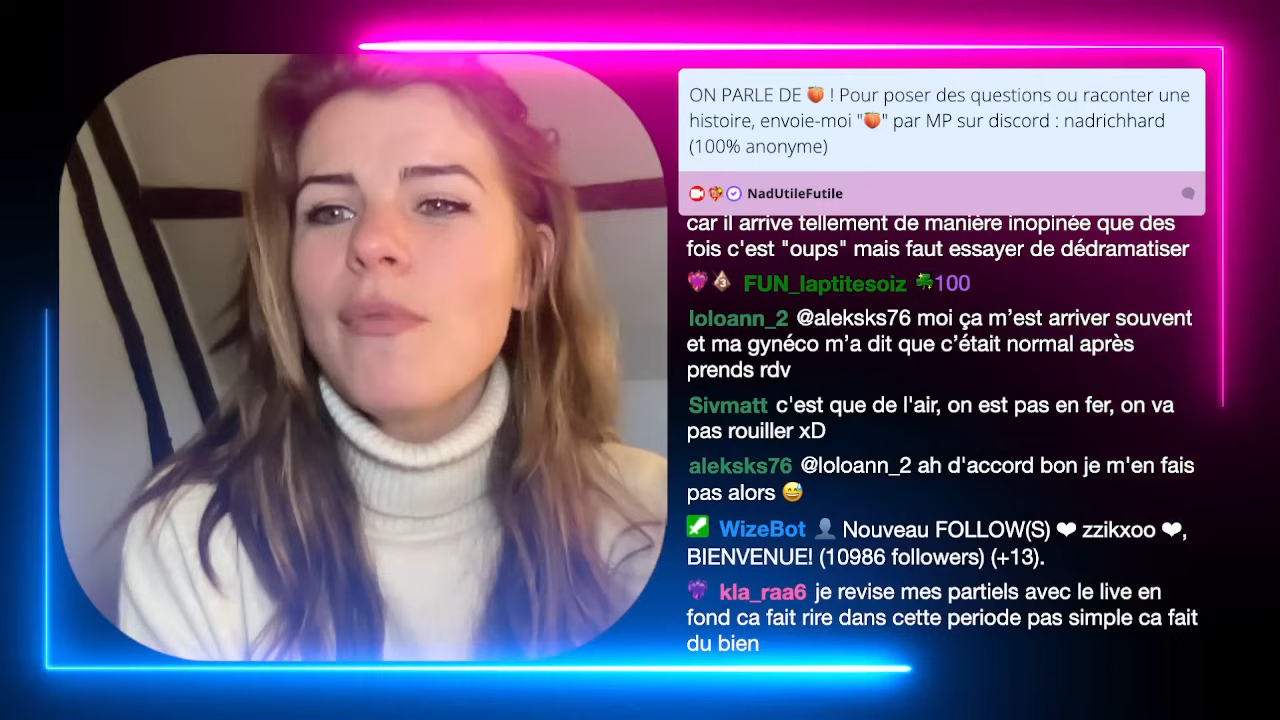 ON PARLE DE 🍑 ! Pour poser des questions ou raconter une
histoire, envoie-moi "🍑" par MP sur discord : nadrichhard
(100% anonyme)
NadUtileFutile
car il arrive tellement de manière inopinée que des
fois c'est "oups" mais faut essayer de dédramatiser
3 FUN_laptitesoiz 100
loloann_2 @aleksks76 moi ça m’est arriver souvent
et ma gynéco m’a dit que c’était normal après
prends rdv
Sivmatt c'est que de l'air, on est pas en fer, on va
pas rouiller xD
aleksks76 @loloann_2 ah d'accord bon je m'en fais
pas alors 😅
WizeBot 👤 Nouveau FOLLOW(S) ❤ zzikxoo ❤,
BIENVENUE! (10986 followers) (+13).
kla_raa6 je revise mes partiels avec le live en
fond ca fait rire dans cette periode pas simple ca fait
du bien